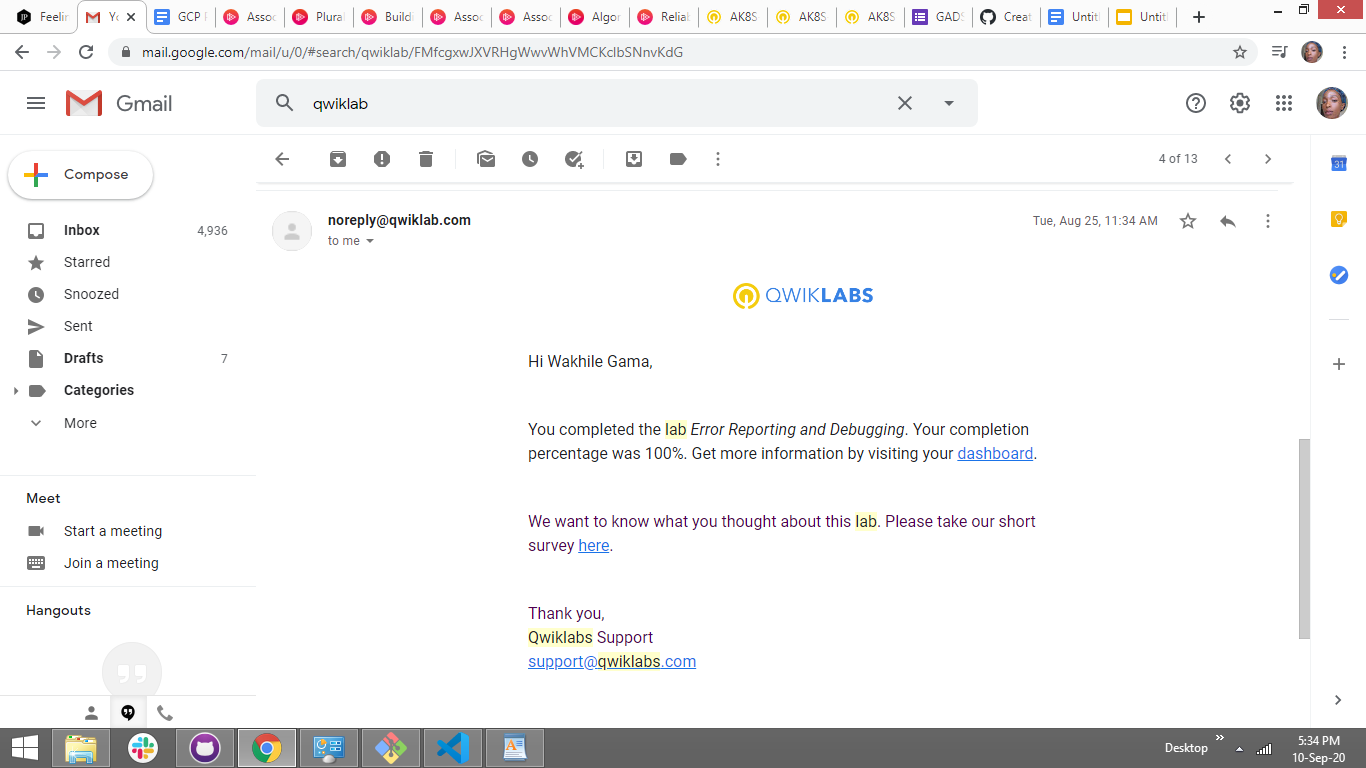 Feelin
Yo
GCP
Assoc
Plural
Buildi
Assoc
Assoc
Algor
Reliab
AK8S
AK8S
AK8S
GADS
Creat
Untitl
Untitl
mail.google.com/mail/u/0/#search/qwiklab/FMfcgxwJXVRHgWwvWhVMCKclbSNnvKdG
Gmail
qwiklab
Compose
4 of 13
31
Inbox 4,936
Starred
Snoozed
Sent
Drafts 7
Categories
More
Meet
Start a meeting
Join a meeting
Hangouts
noreply@qwiklab.com
Tue, Aug 25, 11:34 AM
to me
QWIKLABS
Hi Wakhile Gama,
You completed the lab Error Reporting and Debugging. Your completion
percentage was 100%. Get more information by visiting your dashboard.
We want to know what you thought about this lab. Please take our short
survey here.
Thank you,
Qwiklabs Support
support@qwiklabs.com
Desktop
5:34 PM
10-Sep-20